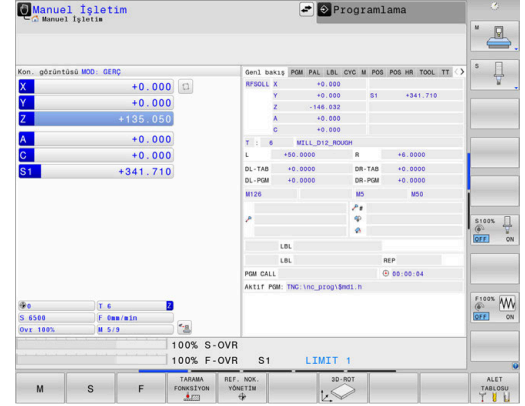 Manuel İşletim
Manuel İşletim
Programlama
Kon. görüntüsü MOD: GERÇ
X +0.000
Y +0.000
Z +135.050
A +0.000
C +0.000
S1 +341.710
0 T 6 Z
S 6500 F 0mm/min
Ovr 100% M 5/9
Genl bakış PGM PAL LBL CYC M POS POS HR TOOL TT
RFSOLL X +0.000
Y +0.000 S1 +341.710
Z -146.032
A +0.000
C +0.000
T : 6 MILL_D12_ROUGH
L +50.0000 R +6.0000
DL-TAB +0.0000 DR-TAB +0.0000
DL-PGM +0.0000 DR-PGM +0.0000
M126 M5 M50
LBL
LBL REP
PGM CALL 00:00:04
Aktif PGM: TNC:\nc_prog\$mdi.h
100% S-OVR
100% F-OVR S1 LIMIT 1
M
S
S100%
OFF ON
F100%
OFF ON
M
S
F
TARAMA
FONKSİYON
REF. NOK.
YÖNETİM
3D-ROT
ALET
TABLOSU